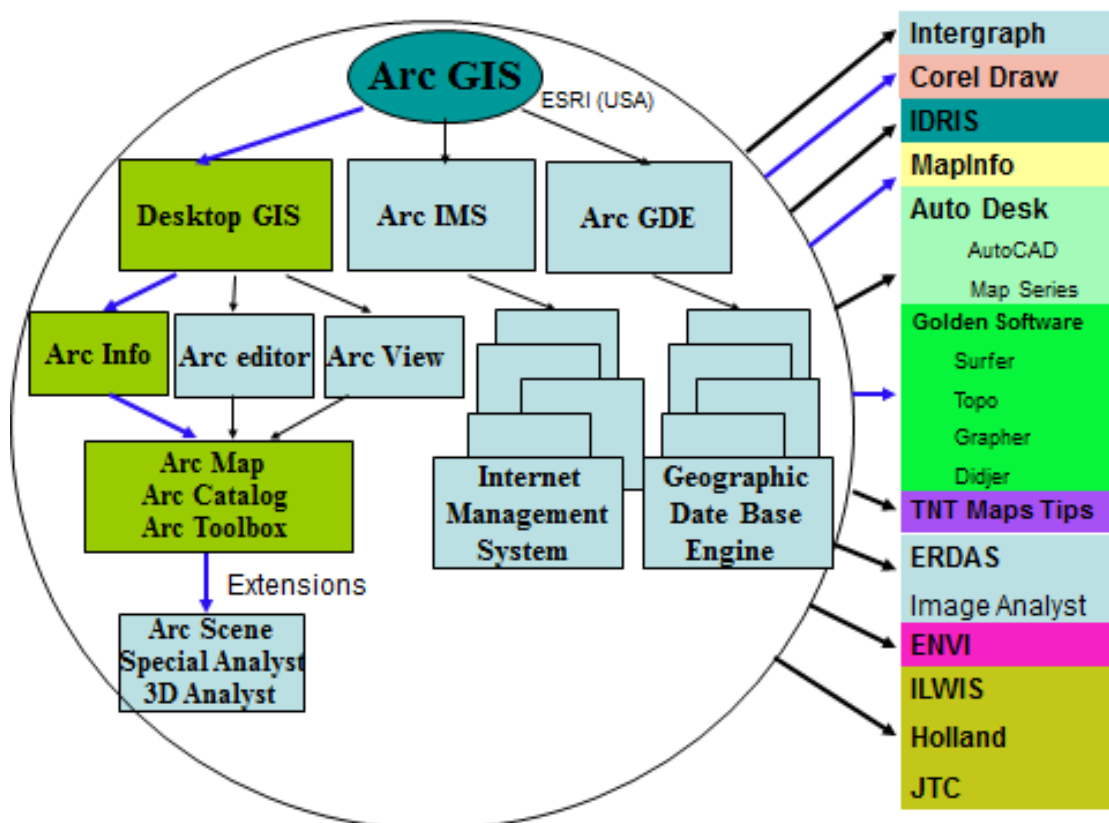 Arc GIS
ESRI (USA)
Desktop GIS
Arc IMS
Arc GDE
Arc Info
Arc editor
Arc View
Arc Map
Arc Catalog
Arc Toolbox
Internet
Management
System
Geographic
Date Base
Engine
Extensions
Arc Scene
Special Analyst
3D Analyst
Intergraph
Corel Draw
IDRIS
MapInfo
Auto Desk
AutoCAD
Map Series
Golden Software
Surfer
Topo
Grapher
Didjer
TNT Maps Tips
ERDAS
Image Analyst
ENVI
ILWIS
Holland
JTC